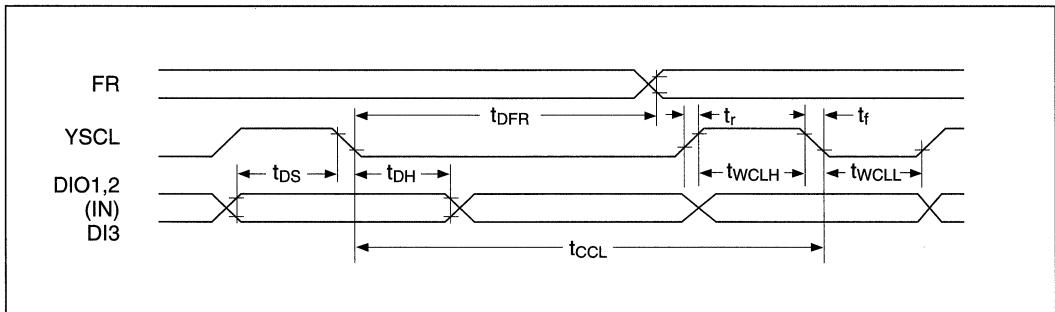 FR
tDFR
tr
tf
YSCL
tDS
tDH
tWCLH
tWCLL
DIO1,2
(IN)
DI3
tCCL